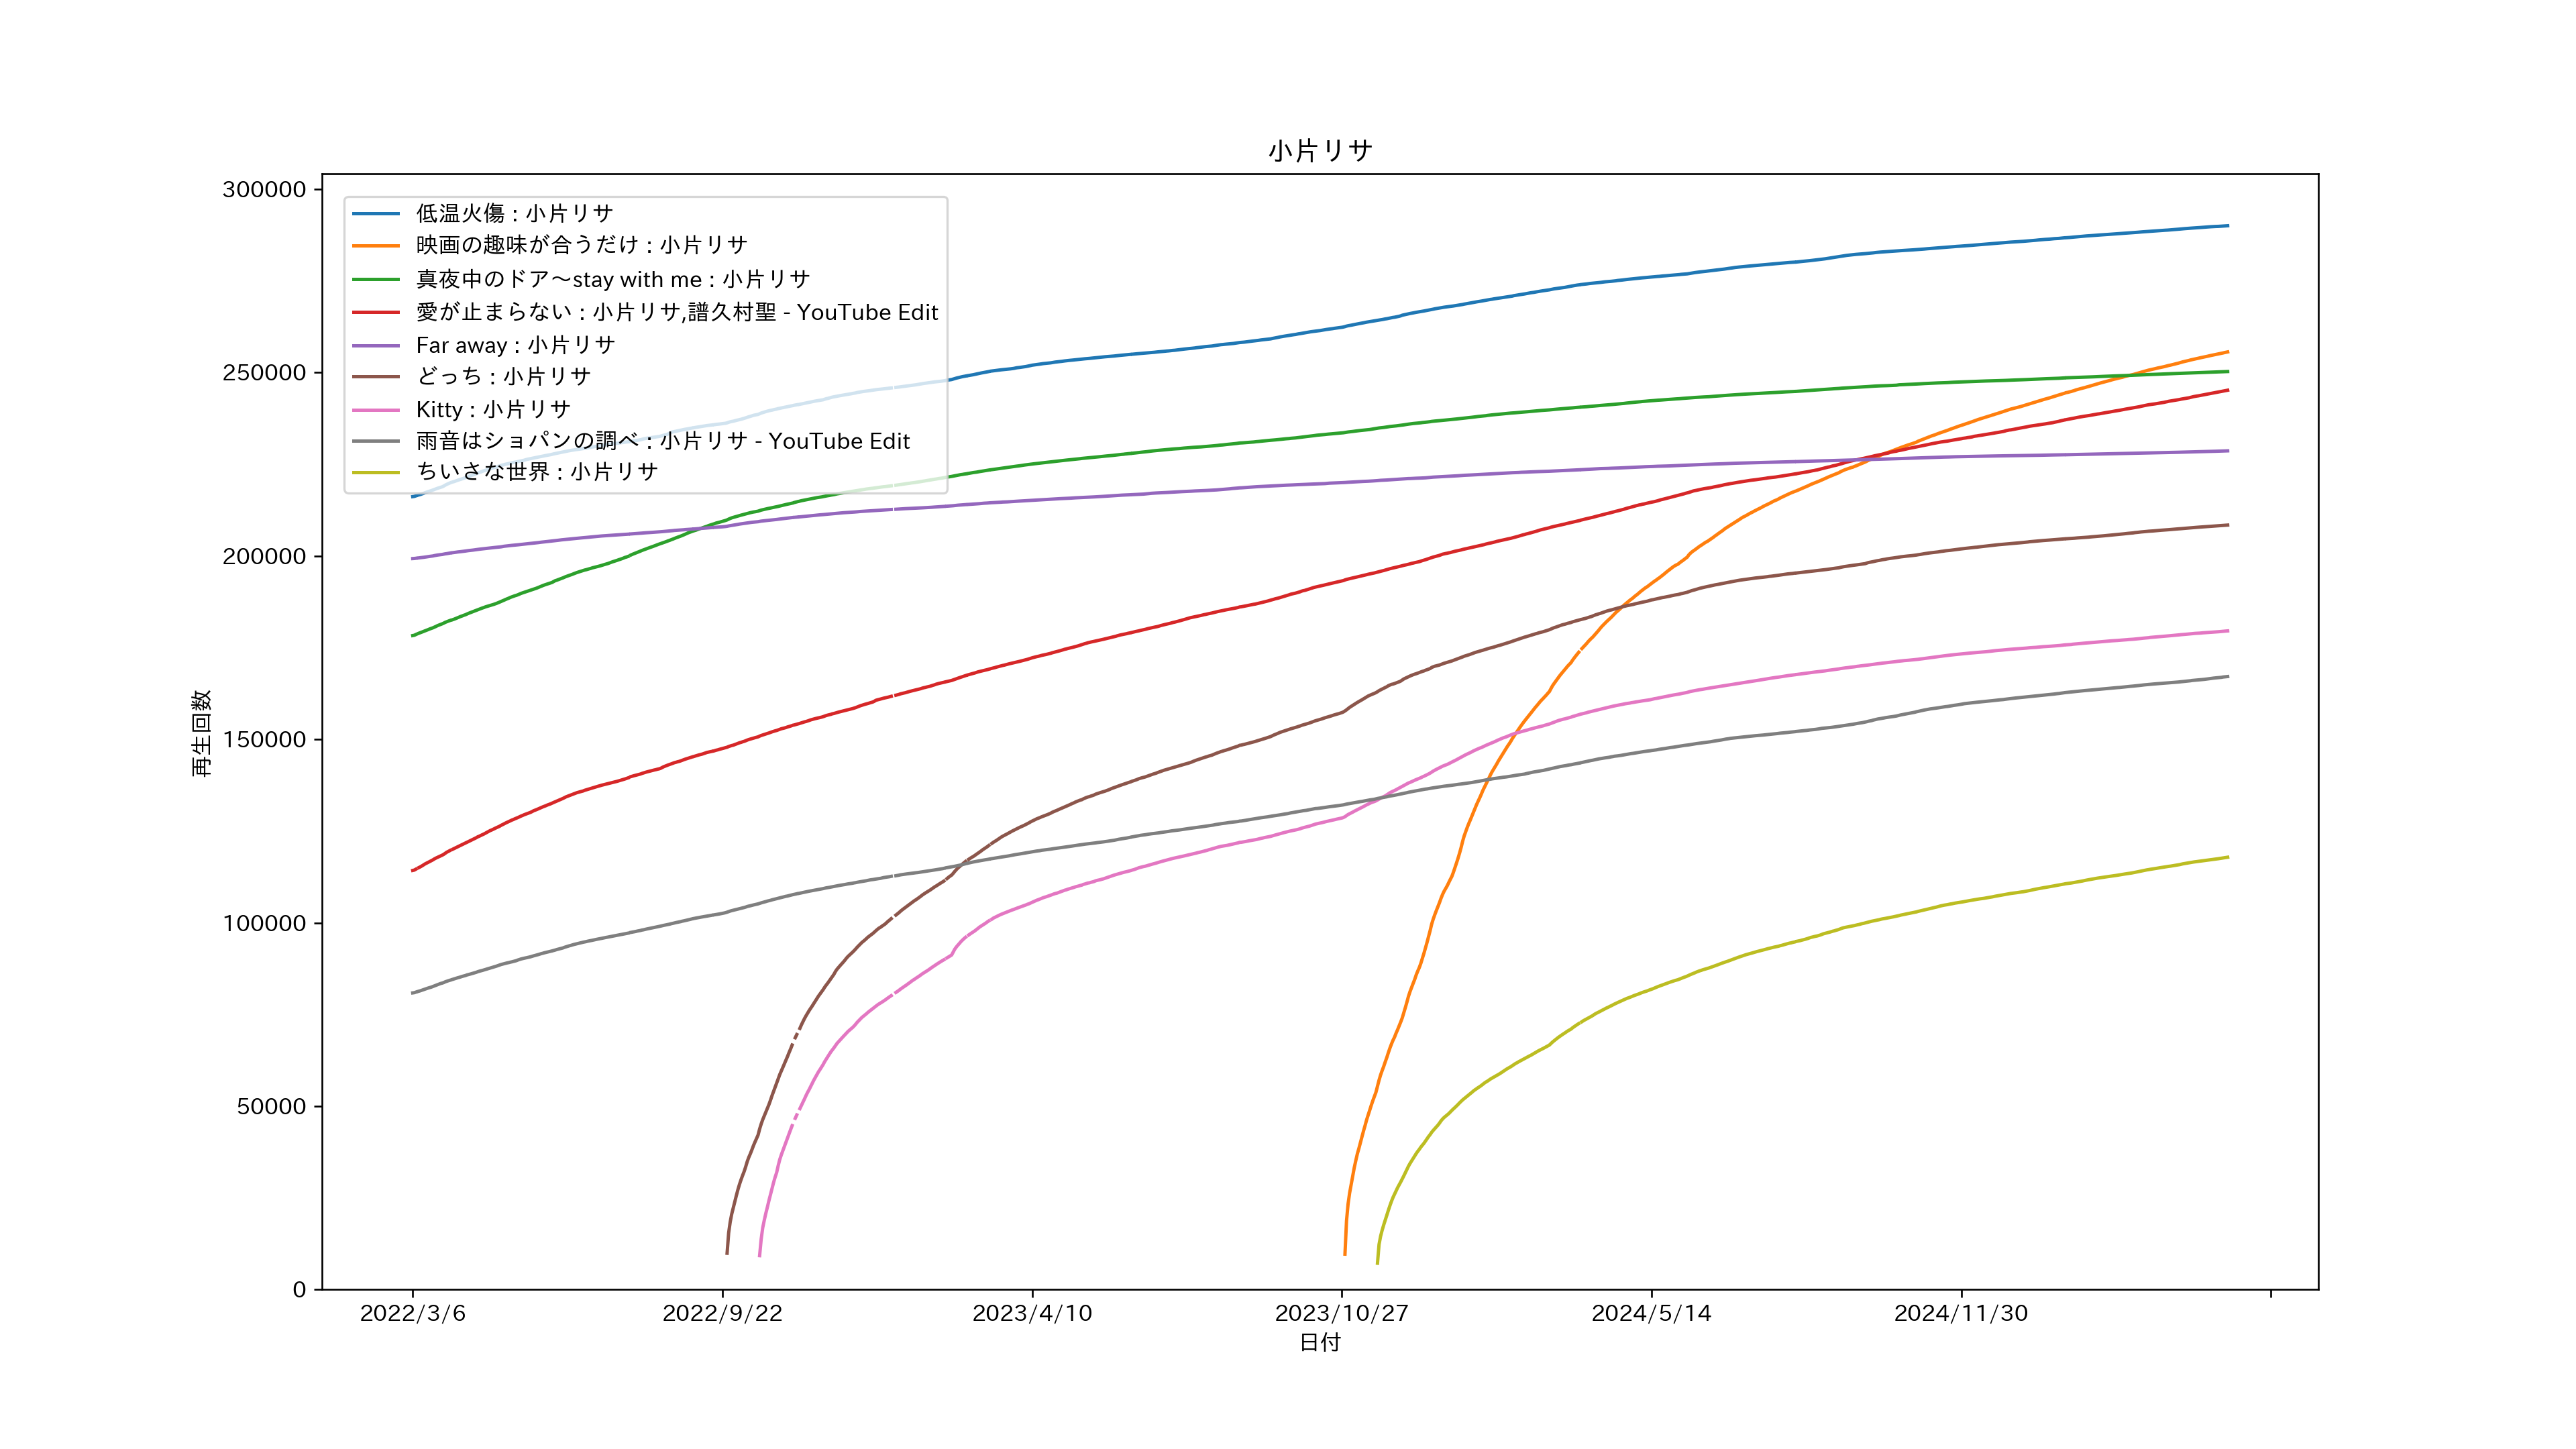 小片リサ
300000
250000
200000
150000
100000
50000
0
再生回数
低温火傷 : 小片リサ
映画の趣味が合うだけ : 小片リサ
真夜中のドア～stay with me : 小片リサ
愛が止まらない : 小片リサ,譜久村聖 - YouTube Edit
Far away : 小片リサ
どっち : 小片リサ
Kitty : 小片リサ
雨音はショパンの調べ : 小片リサ - YouTube Edit
ちいさな世界 : 小片リサ
2022/3/6 2022/9/22 2023/4/10 2023/10/27 2024/5/14 2024/11/30
日付